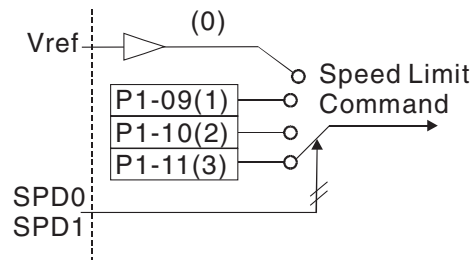 (0)
Vref
Speed Limit
Command
P1-09(1)
P1-10(2)
P1-11(3)
SPD0
SPD1